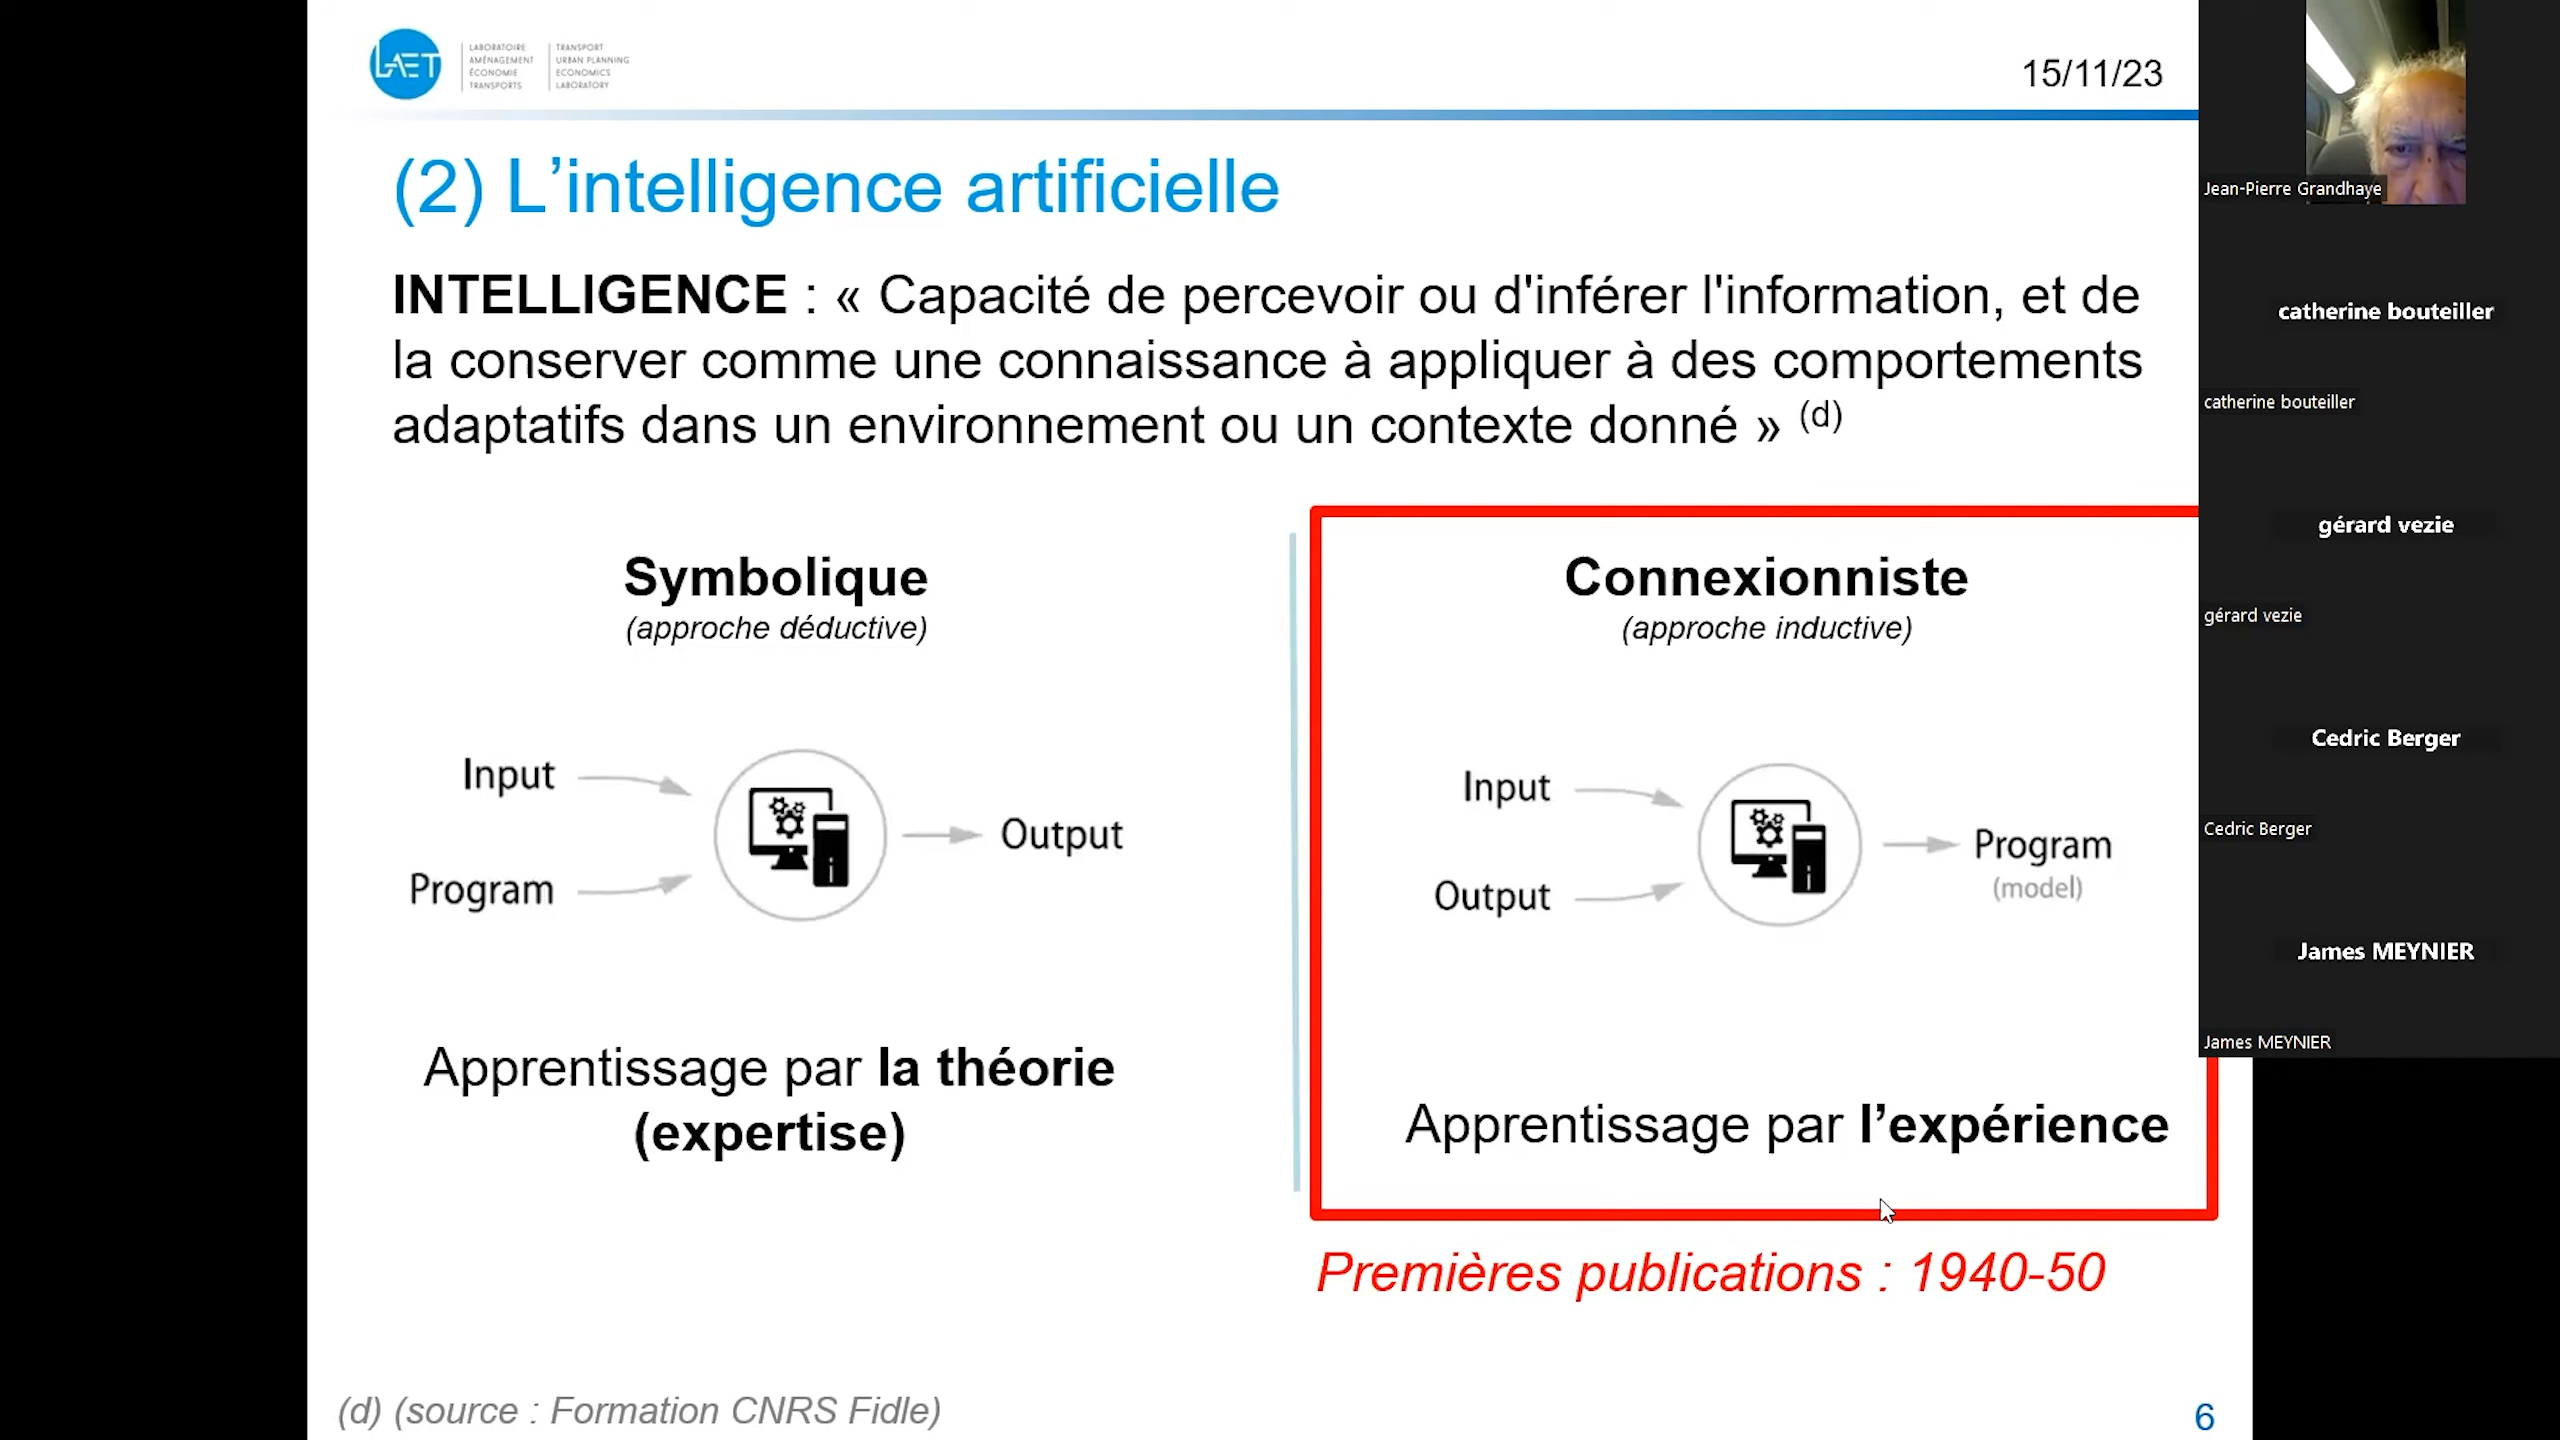 LAET
LABORATOIRE
AMÉNAGEMENT
ÉCONOMIE
TRANSPORTS
TRANSPORT
URBAN PLANNING
ECONOMICS
LABORATORY
15/11/23
(2) L’intelligence artificielle
INTELLIGENCE : « Capacité de percevoir ou d'inférer l'information, et de
la conserver comme une connaissance à appliquer à des comportements
adaptatifs dans un environnement ou un contexte donné » (d)
Symbolique
(approche déductive)
Input
Program
Output
Apprentissage par la théorie
(expertise)
Connexionniste
(approche inductive)
Input
Output
Program
(model)
Apprentissage par l’expérience
Premières publications : 1940-50
(d) (source : Formation CNRS Fidle)
6
Jean-Pierre Grandhaye
catherine bouteiller
catherine bouteiller
gérard vezie
gérard vezie
Cedric Berger
Cedric Berger
James MEYNIER
James MEYNIER